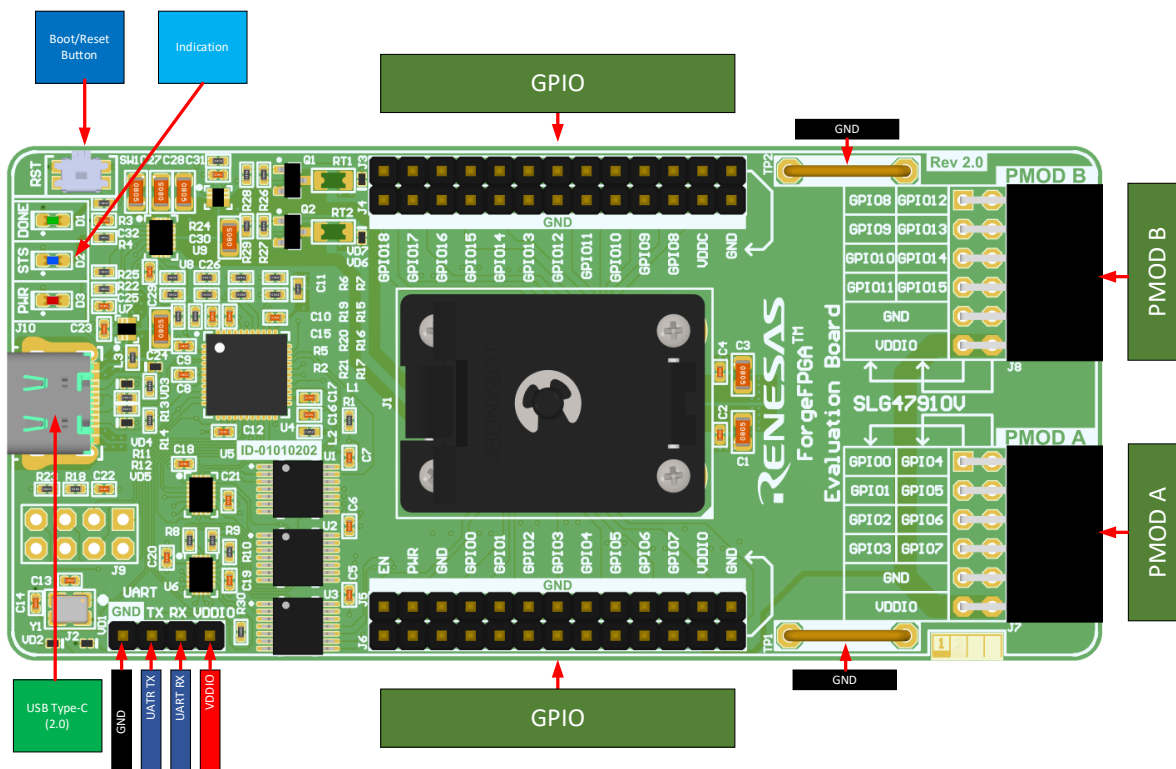 Boot/Reset
Button
Indication
GPIO
GND
RST
SW1
C27
C28
C31
Q1
RT1
J3
TP2
Rev 2.0
PMOD B
DONE
D1
R3
C32
R4
R28
R26
Q2
RT2
J4
GND
GPIO8 GPIO12
R24
C30
U9
R29
R27
VD7
VD6
GPIO9 GPIO13
STS
D2
R25
R22
C25
U7
C29
U8
C26
C11
R6
R7
GPIO18
GPIO17
GPIO16
GPIO15
GPIO14
GPIO13
GPIO12
GPIO11
GPIO10
GPIO9
GPIO8
VDDC
GND
GPIO10 GPIO14
GPIO11 GPIO15
GND
VDDIO
PMOD B
PWR
D3
J10
C23
L3
C24
C9
C8
R19
R15
C10
C15
R20
R16
R5
R2
R21
R17
J8
VD3
R13
R14
VD4
R11
R12
VD5
C12
U4
C17
C16
L2
L1
R1
J1
C4
C3
C2
C1
RENESAS
ForgeFPGA™
Evaluation Board
SLG47910V
PMOD A
GPIO0 GPIO4
GPIO1 GPIO5
GPIO2 GPIO6
GPIO3 GPIO7
GND
VDDIO
J7
PMOD A
ID-01010202
U5
U1
C7
C18
C21
R23
R18
C22
U2
C6
R8
R9
R10
C20
C19
J9
U6
U3
C5
R30
EN
PWR
GND
GPIO0
GPIO1
GPIO2
GPIO3
GPIO4
GPIO5
GPIO6
GPIO7
VDDIO
GND
GND
J5
J6
TP1
1
C13
C14
Y1
VD2
J2
VD1
UART
GND TX RX VDDIO
USB Type-C
(2.0)
GND
UATR TX
UART RX
VDDIO
GPIO
GND